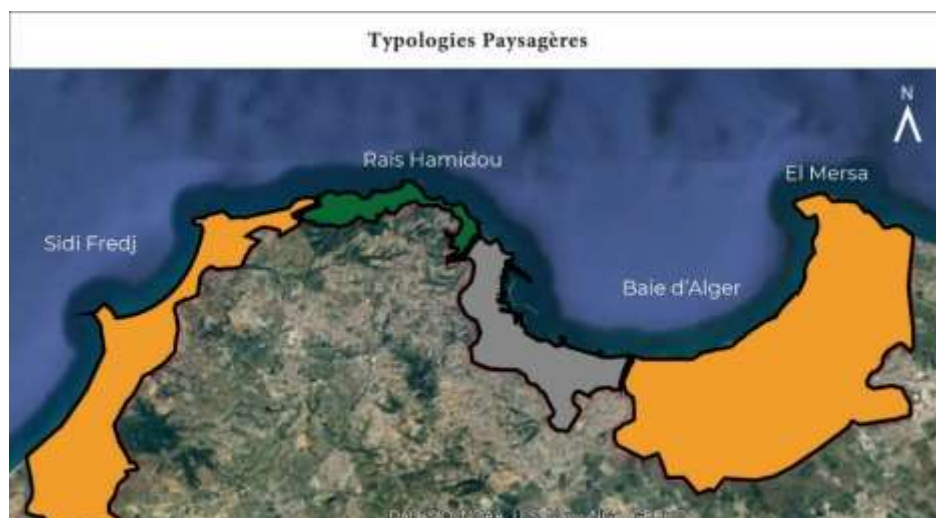 Typologies Paysagères
N
Rais Hamidou
El Mersa
Sidi Fredj
Baie d'Alger